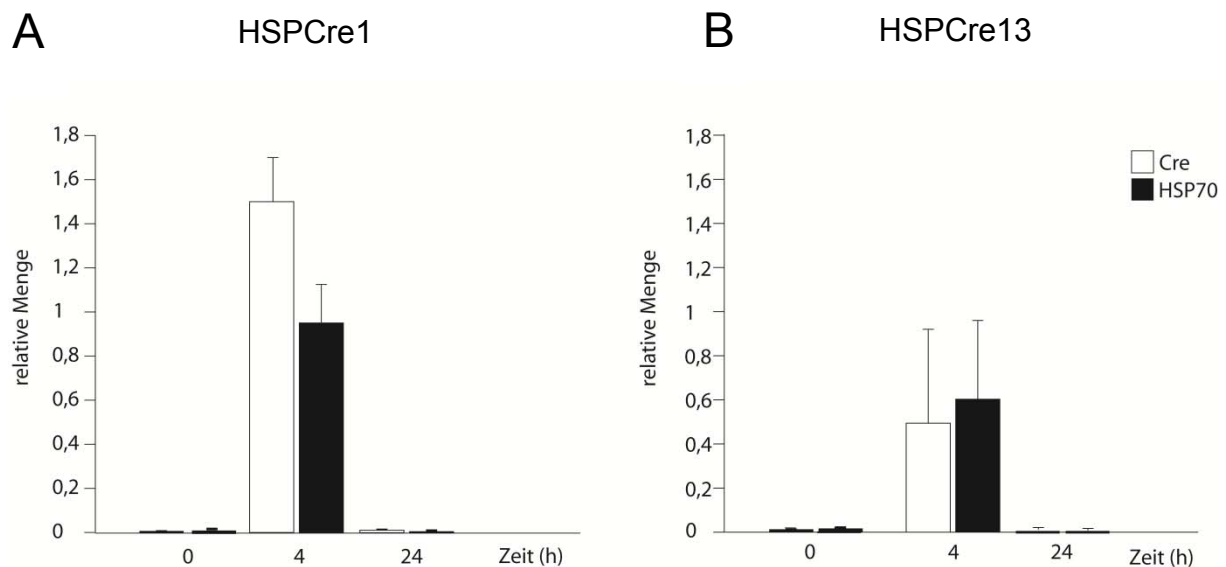 A
HSPCre1
B
HSPCre13
relative Menge
1,8
1,6
1,4
1,2
1
0,8
0,6
0,4
0,2
0
0
4
24
Zeit (h)
relative Menge
1,8
1,6
1,4
1,2
1
0,8
0,6
0,4
0,2
0
0
4
24
Zeit (h)
Cre
HSP70